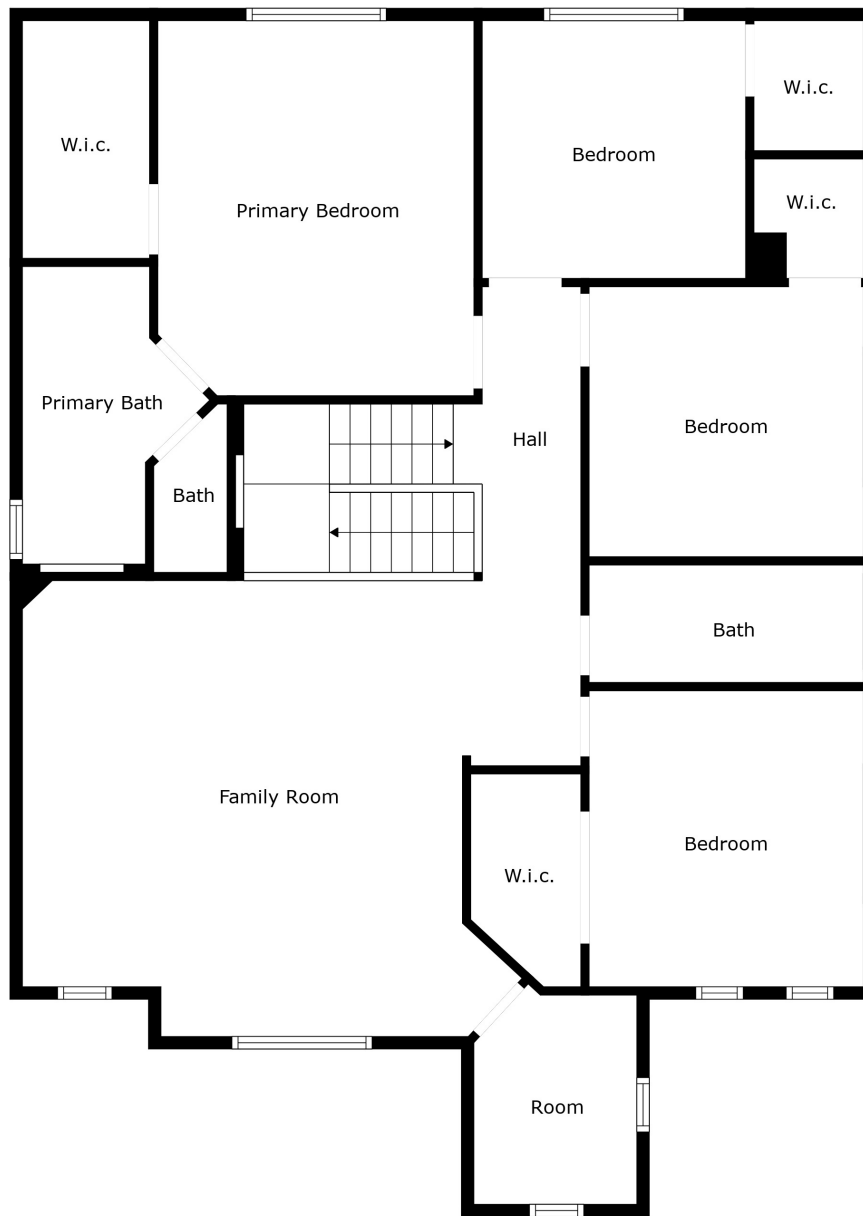 W.i.c.
Primary Bedroom
Bedroom
W.i.c.
W.i.c.
Primary Bath
Bath
Hall
Bedroom
Bath
Family Room
W.i.c.
Bedroom
Room